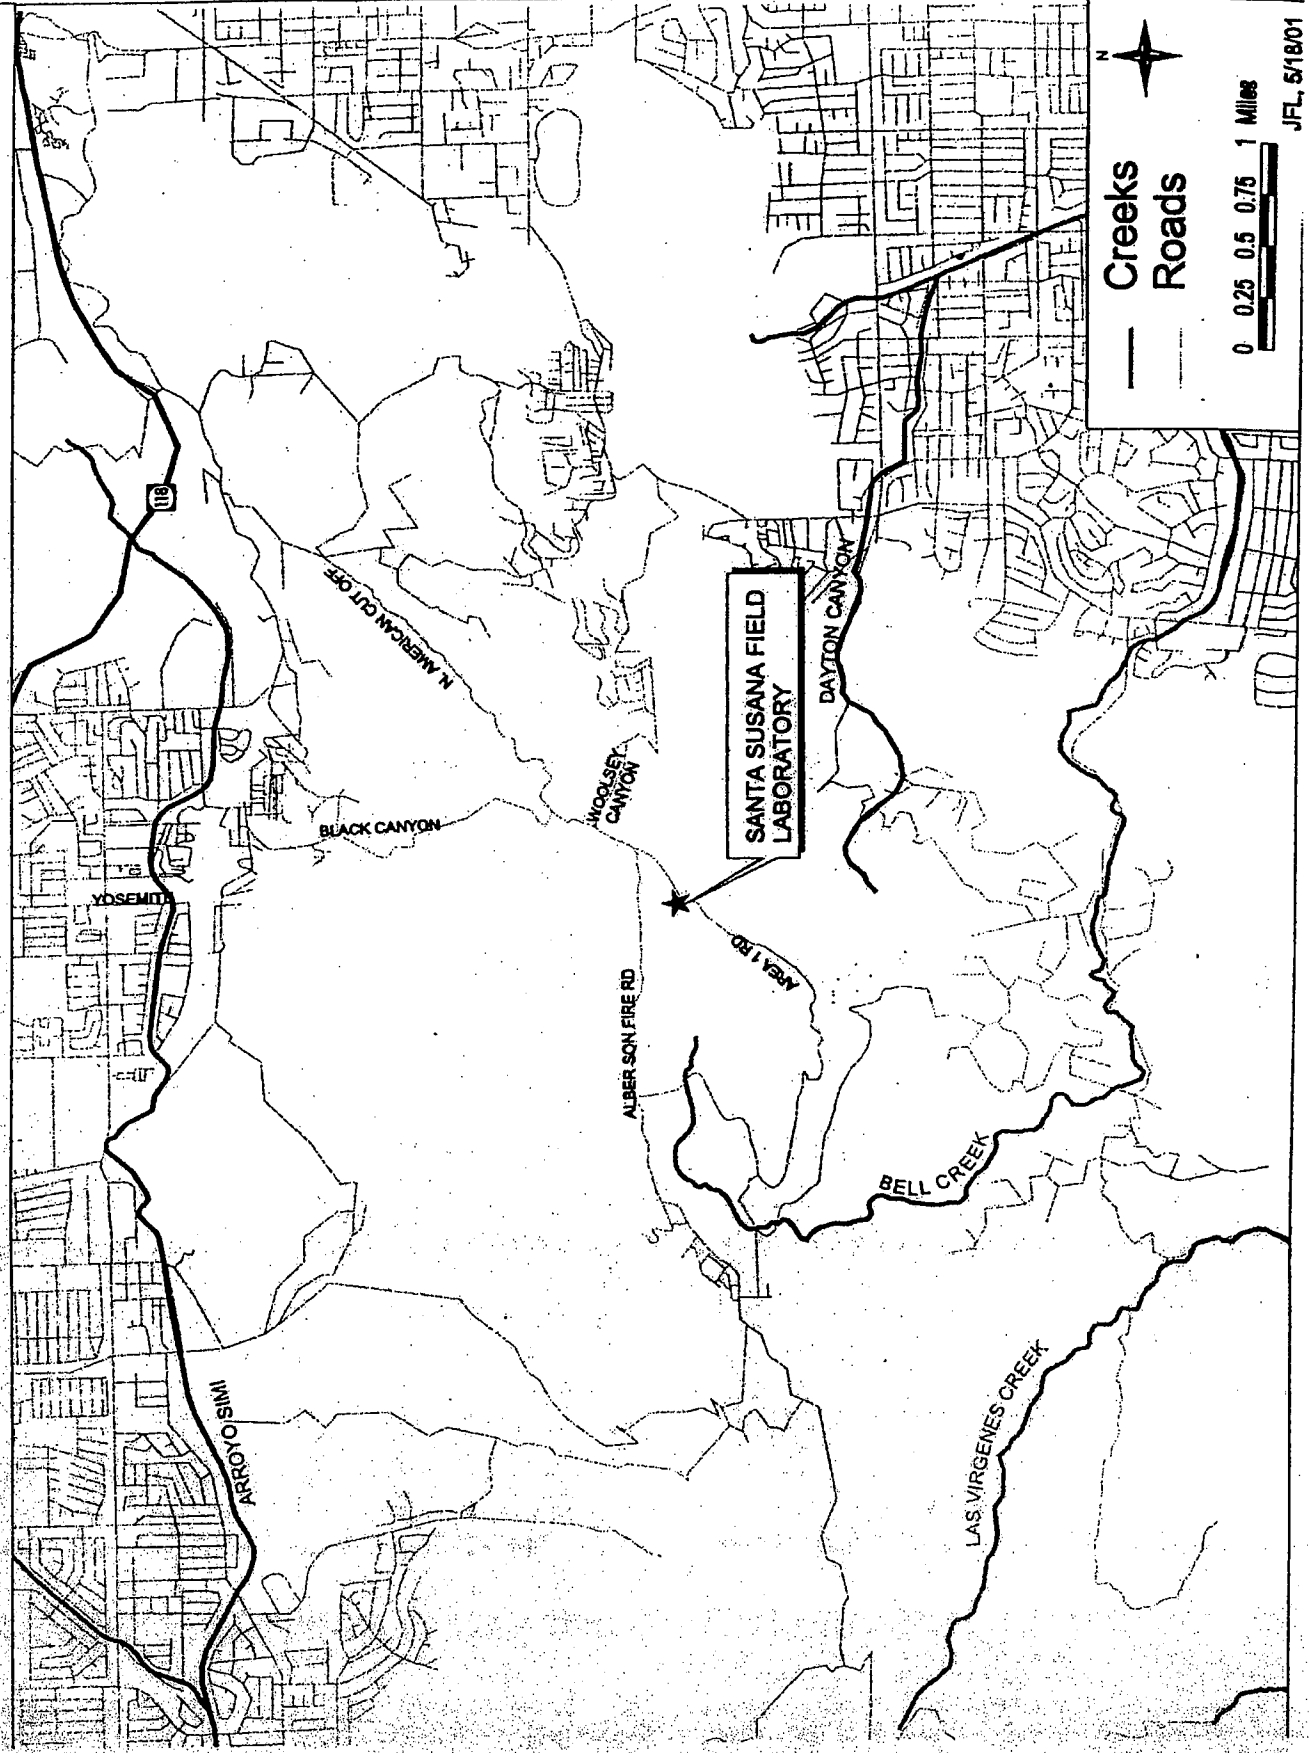 118
YOSEMITE
N. AMERICAN CUT OFF
BLACK CANYON
WOOLSEY
CANYON
SANTA SUSANA FIELD
LABORATORY
DAYTON CANYON
ALBER SON FIRE RD
AREA 1 RD
BELL CREEK
ARROYO SIMI
LAS VIRGENES CREEK
N
Creeks
Roads
0 0.25 0.5 0.75 1 Miles
JFL, 5/18/01